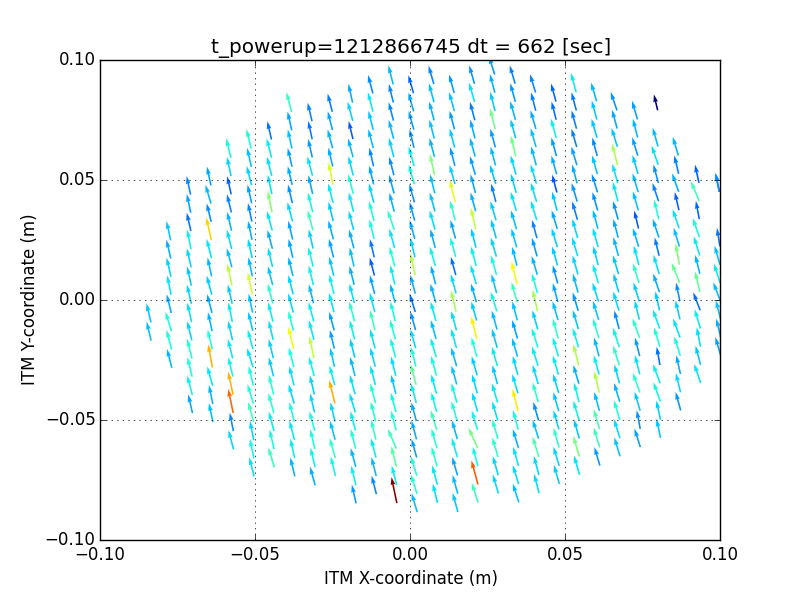 t_powerup=1212866745 dt = 662 [sec]
0.10
0.05
0.00
−0.05
−0.10
ITM Y-coordinate (m)
−0.10 −0.05 0.00 0.05 0.10
ITM X-coordinate (m)